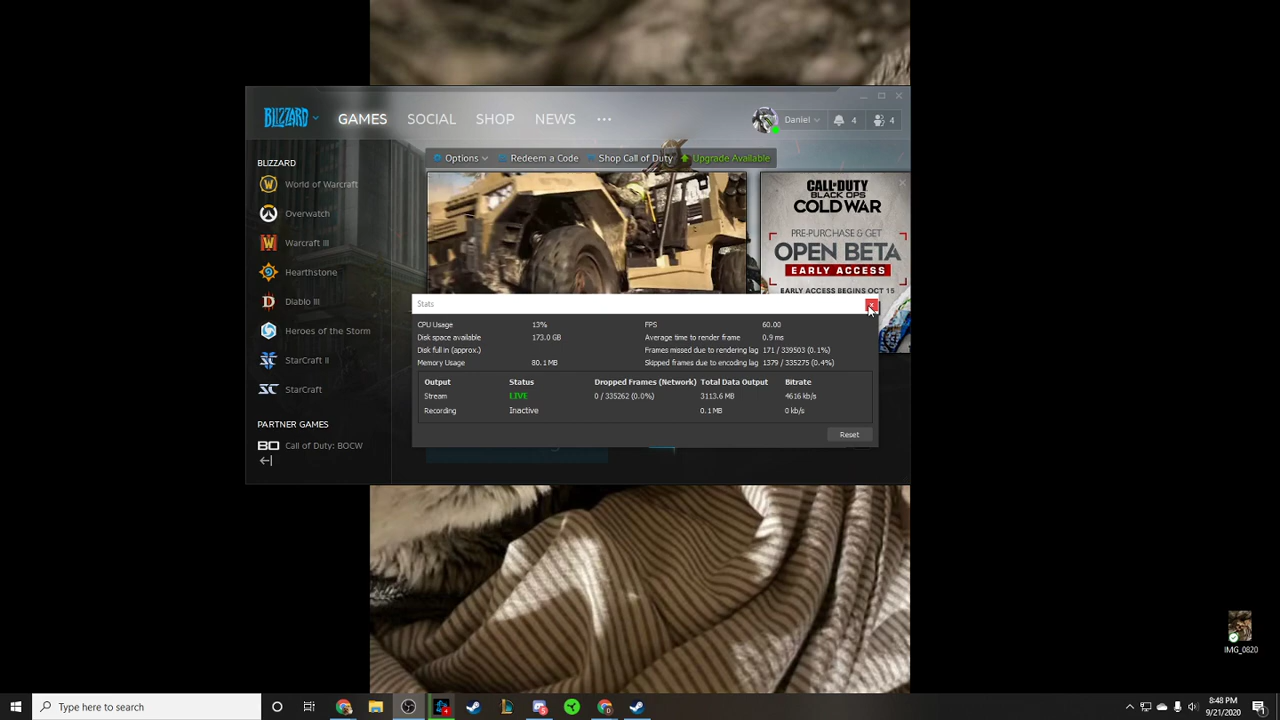 BLIZZARD
GAMES SOCIAL SHOP NEWS
Daniel 4 4
BLIZZARD
World of Warcraft
Overwatch
Warcraft III
Hearthstone
Diablo III
Heroes of the Storm
StarCraft II
StarCraft
PARTNER GAMES
Call of Duty: BOCW
Options Redeem a Code Shop Call of Duty Upgrade Available
CALL OF DUTY
BLACK OPS
COLD WAR
PRE-PURCHASE & GET
OPEN BETA
EARLY ACCESS
EARLY ACCESS BEGINS OCT 15
Stats
CPU Usage 13% FPS 60.00
Disk space available 173.0 GB Average time to render frame 0.9 ms
Disk full in (approx.) Frames missed due to rendering lag 171 / 339503 (0.1%)
Memory Usage 80.1 MB Skipped frames due to encoding lag 1379 / 335275 (0.4%)
Output Status Dropped Frames (Network) Total Data Output Bitrate
Stream LIVE 0 / 335262 (0.0%) 3113.6 MB 4616 kb/s
Recording Inactive 0.1 MB 0 kb/s
Reset
IMG_0820
Type here to search
8:48 PM
9/21/2020